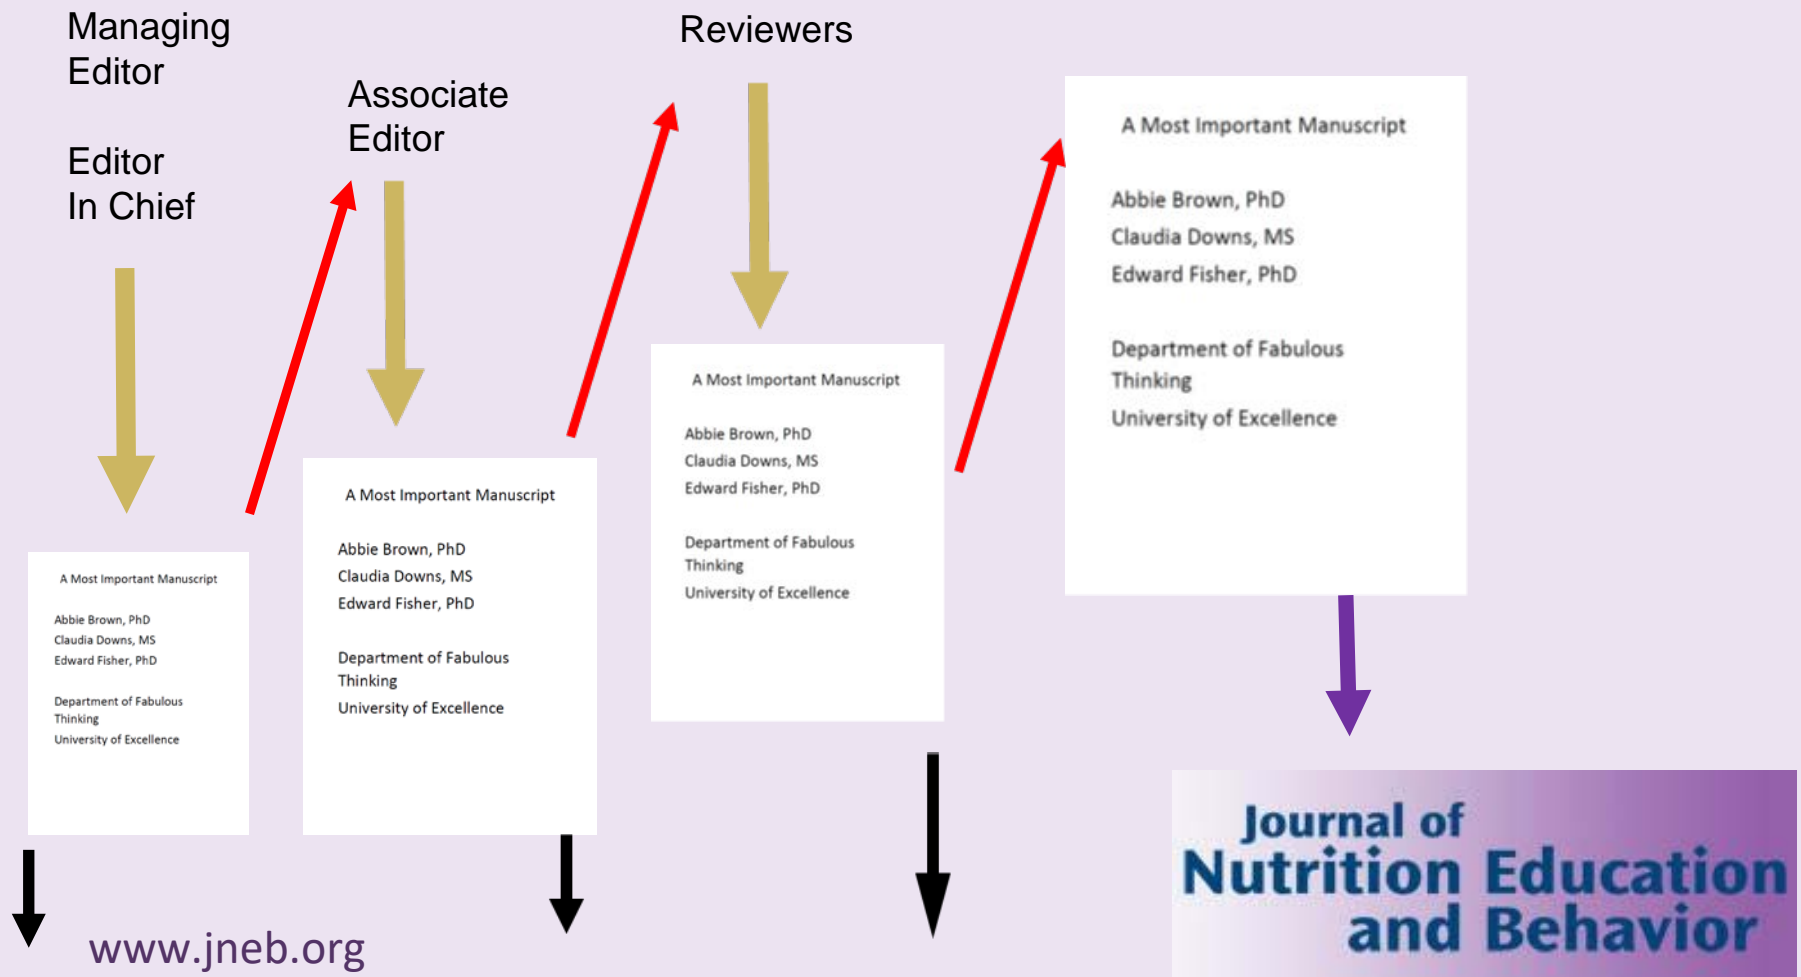 Managing
Editor
Editor
In Chief
Associate
Editor
Reviewers
A Most Important Manuscript
Abbie Brown, PhD
Claudia Downs, MS
Edward Fisher, PhD
Department of Fabulous
Thinking
University of Excellence
A Most Important Manuscript
Abbie Brown, PhD
Claudia Downs, MS
Edward Fisher, PhD
Department of Fabulous
Thinking
University of Excellence
A Most Important Manuscript
Abbie Brown, PhD
Claudia Downs, MS
Edward Fisher, PhD
Department of Fabulous
Thinking
University of Excellence
A Most Important Manuscript
Abbie Brown, PhD
Claudia Downs, MS
Edward Fisher, PhD
Department of Fabulous
Thinking
University of Excellence
www.jneb.org
Journal of
Nutrition Education
and Behavior